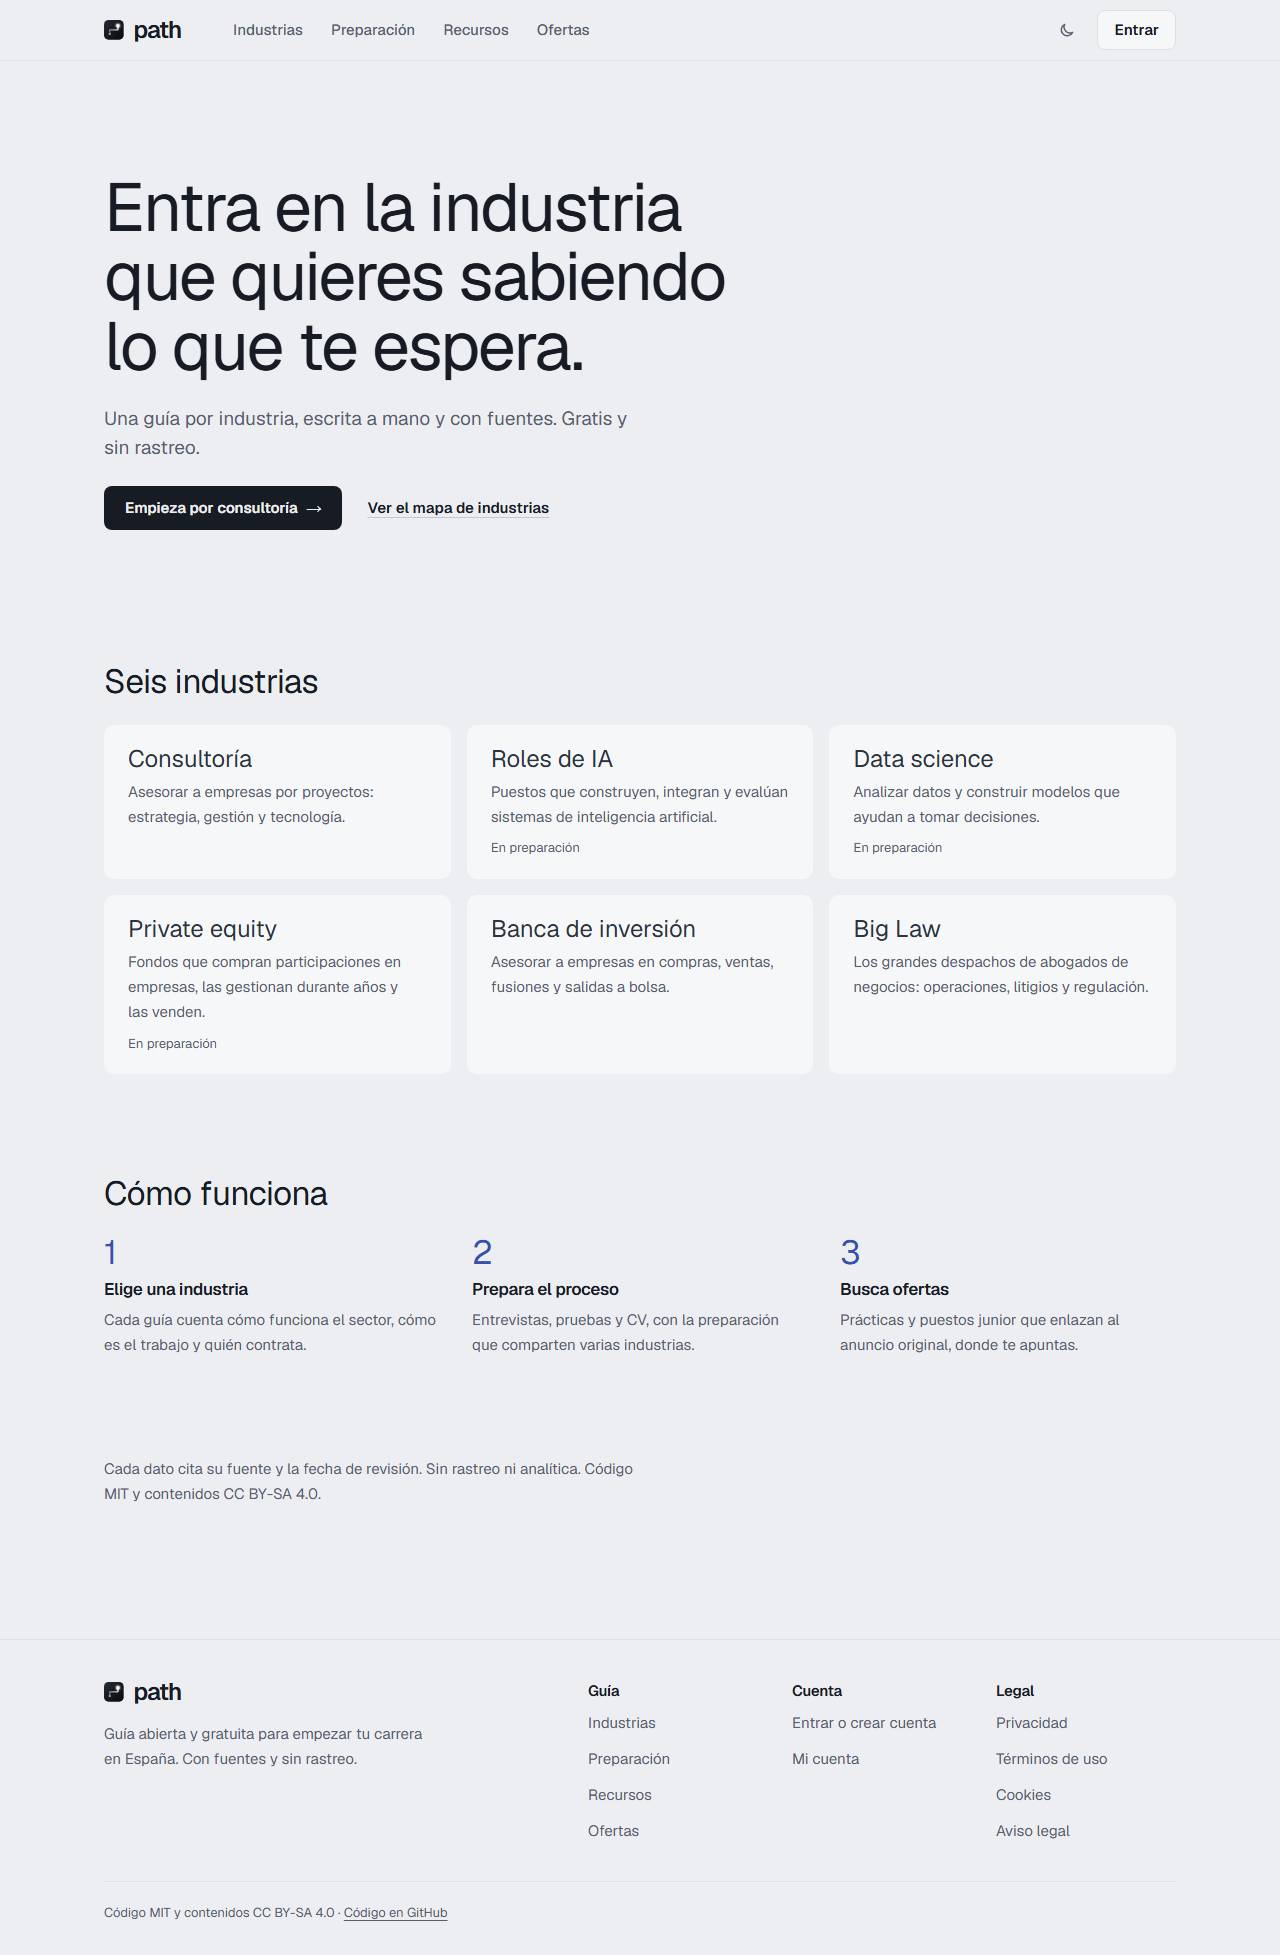 path
Industrias
Preparación
Recursos
Ofertas
Entrar
Entra en la industria
que quieres sabiendo
lo que te espera.
Una guía por industria, escrita a mano y con fuentes. Gratis y
sin rastreo.
Empieza por consultoría →
Ver el mapa de industrias
Seis industrias
Consultoría
Asesorar a empresas por proyectos:
estrategia, gestión y tecnología.
Roles de IA
Puestos que construyen, integran y evalúan
sistemas de inteligencia artificial.
En preparación
Data science
Analizar datos y construir modelos que
ayudan a tomar decisiones.
En preparación
Private equity
Fondos que compran participaciones en
empresas, las gestionan durante años y
las venden.
En preparación
Banca de inversión
Asesorar a empresas en compras, ventas,
fusiones y salidas a bolsa.
Big Law
Los grandes despachos de abogados de
negocios: operaciones, litigios y regulación.
Cómo funciona
1
Elige una industria
Cada guía cuenta cómo funciona el sector, cómo
es el trabajo y quién contrata.
2
Prepara el proceso
Entrevistas, pruebas y CV, con la preparación
que comparten varias industrias.
3
Busca ofertas
Prácticas y puestos junior que enlazan al
anuncio original, donde te apuntas.
Cada dato cita su fuente y la fecha de revisión. Sin rastreo ni analítica. Código
MIT y contenidos CC BY-SA 4.0.
path
Guía abierta y gratuita para empezar tu carrera
en España. Con fuentes y sin rastreo.
Guía
Industrias
Preparación
Recursos
Ofertas
Cuenta
Entrar o crear cuenta
Mi cuenta
Legal
Privacidad
Términos de uso
Cookies
Aviso legal
Código MIT y contenidos CC BY-SA 4.0 · Código en GitHub